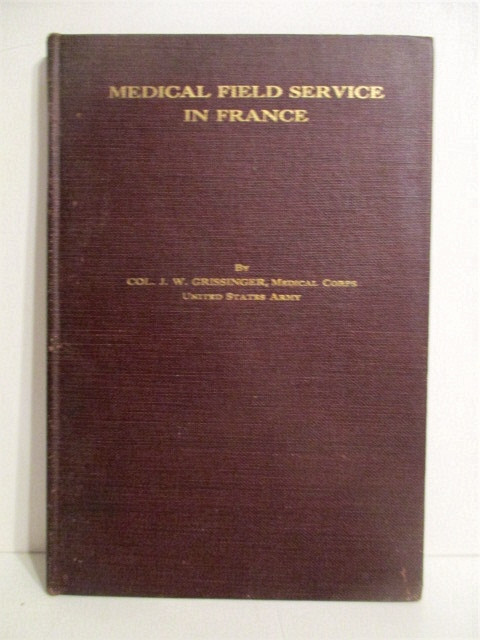 MEDICAL FIELD SERVICE
IN FRANCE
BY
COL. J. W. GRISSINGER, MEDICAL CORPS
UNITED STATES ARMY